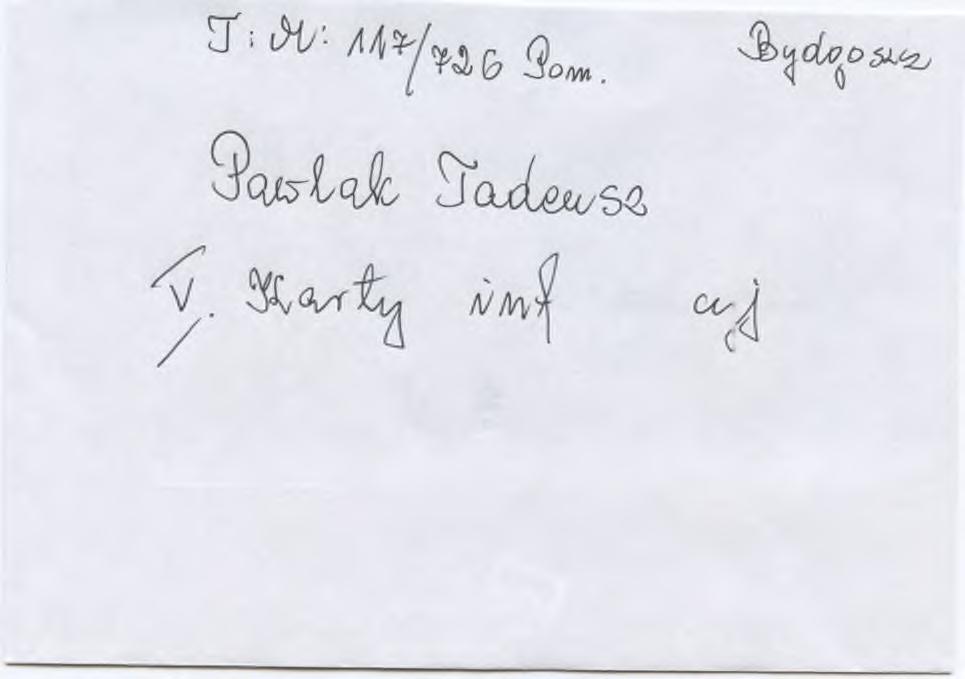 T: M: 117/726 Pom. Bydgoszcz
Pawlak Tadeusz
V. Karty inf